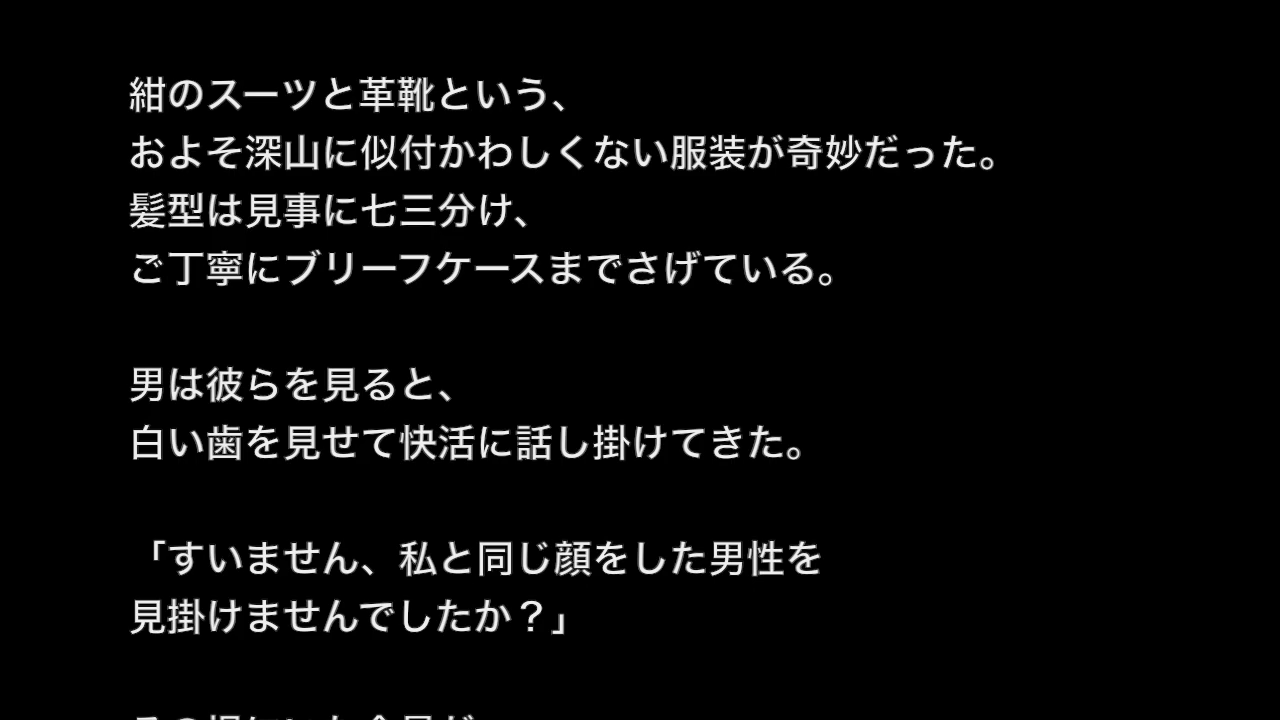 紺のスーツと革靴という、
およそ深山に似付かわしくない服装が奇妙だった。
髪型は見事に七三分け、
ご丁寧にブリーフケースまでさげている。
男は彼らを見ると、
白い歯を見せて快活に話し掛けてきた。
「すいません、私と同じ顔をした男性を
見掛けませんでしたか？」